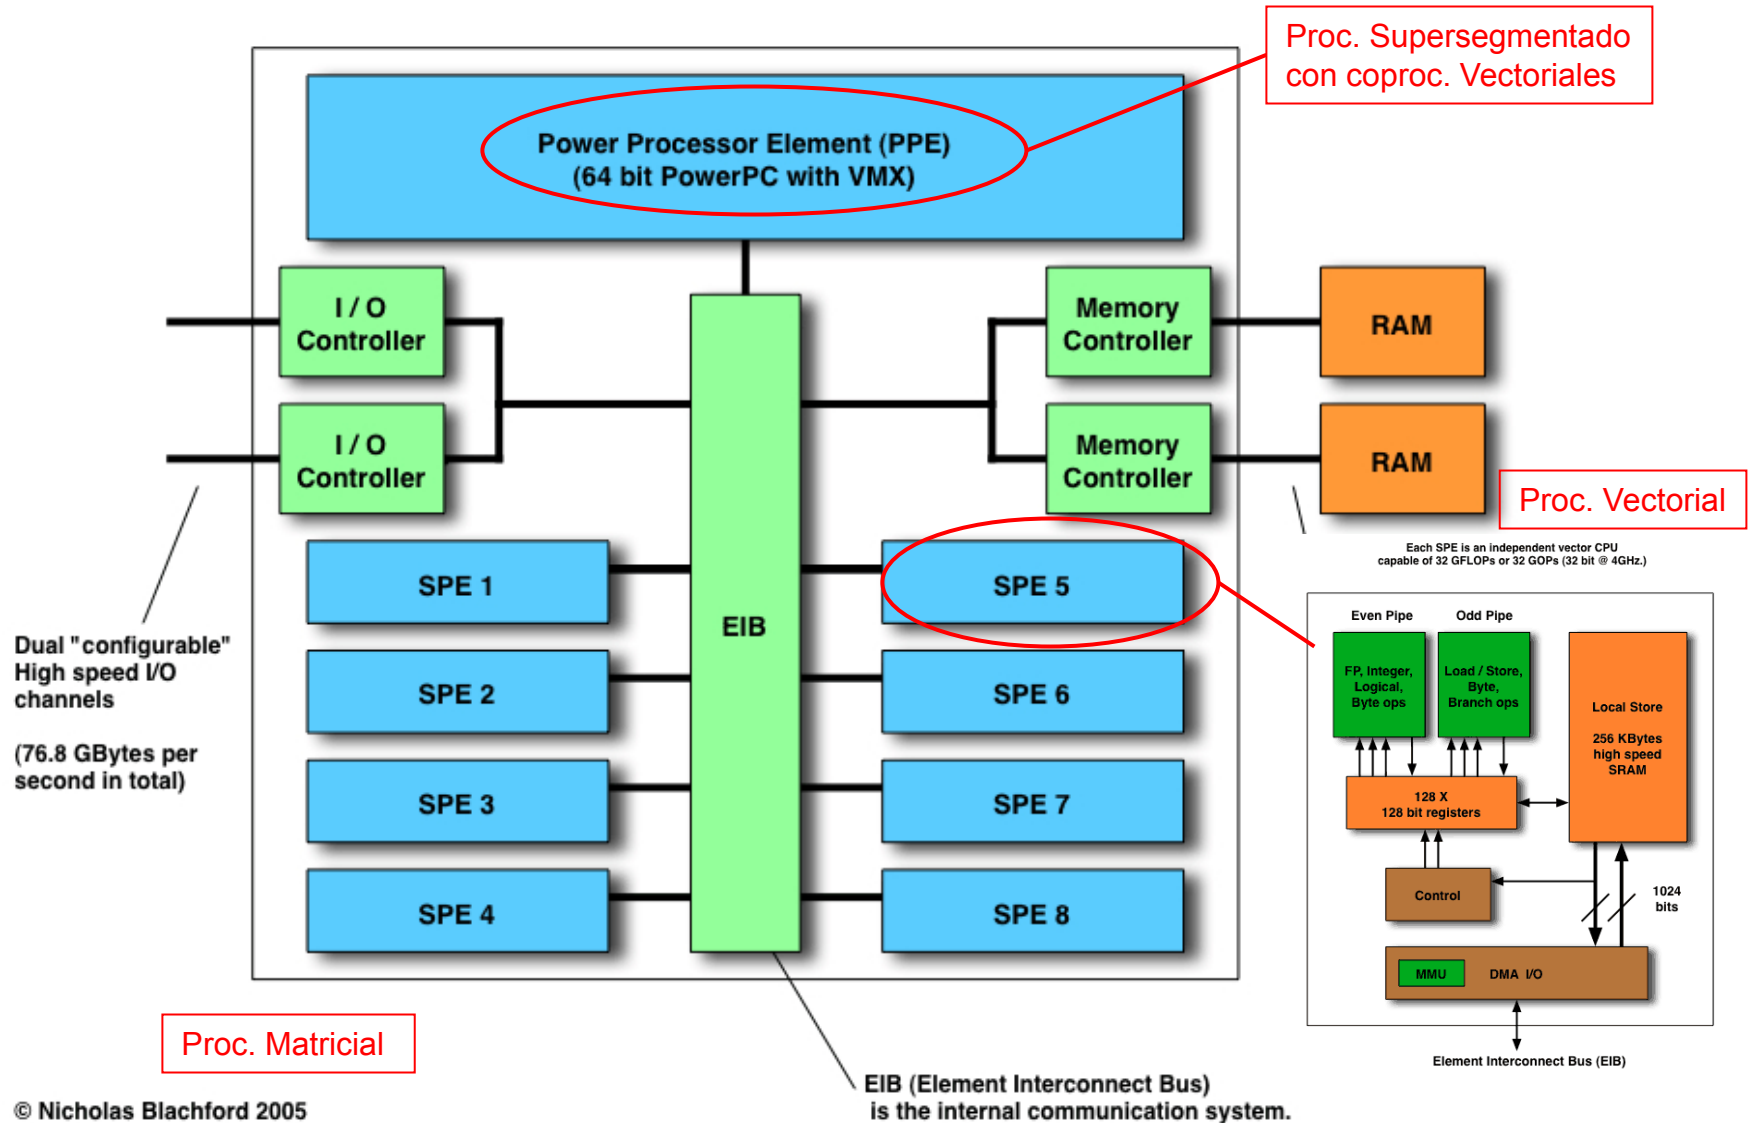 Proc. Supersegmentado
con coproc. Vectoriales
Power Processor Element (PPE)
(64 bit PowerPC with VMX)
I / O
Controller
Memory
Controller
RAM
I / O
Controller
Memory
Controller
RAM
Proc. Vectorial
Each SPE is an independent vector CPU
capable of 32 GFLOPs or 32 GOPs (32 bit @ 4GHz.)
EIB
SPE 1
SPE 5
SPE 2
SPE 6
SPE 3
SPE 7
SPE 4
SPE 8
Dual "configurable"
High speed I/O
channels
(76.8 GBytes per
second in total)
Even Pipe
Odd Pipe
FP, Integer,
Logical,
Byte ops
Load / Store,
Byte,
Branch ops
Local Store
256 KBytes
high speed
SRAM
128 X
128 bit registers
Control
1024
bits
MMU
DMA I/O
Element Interconnect Bus (EIB)
Proc. Matricial
EIB (Element Interconnect Bus)
is the internal communication system.
© Nicholas Blachford 2005